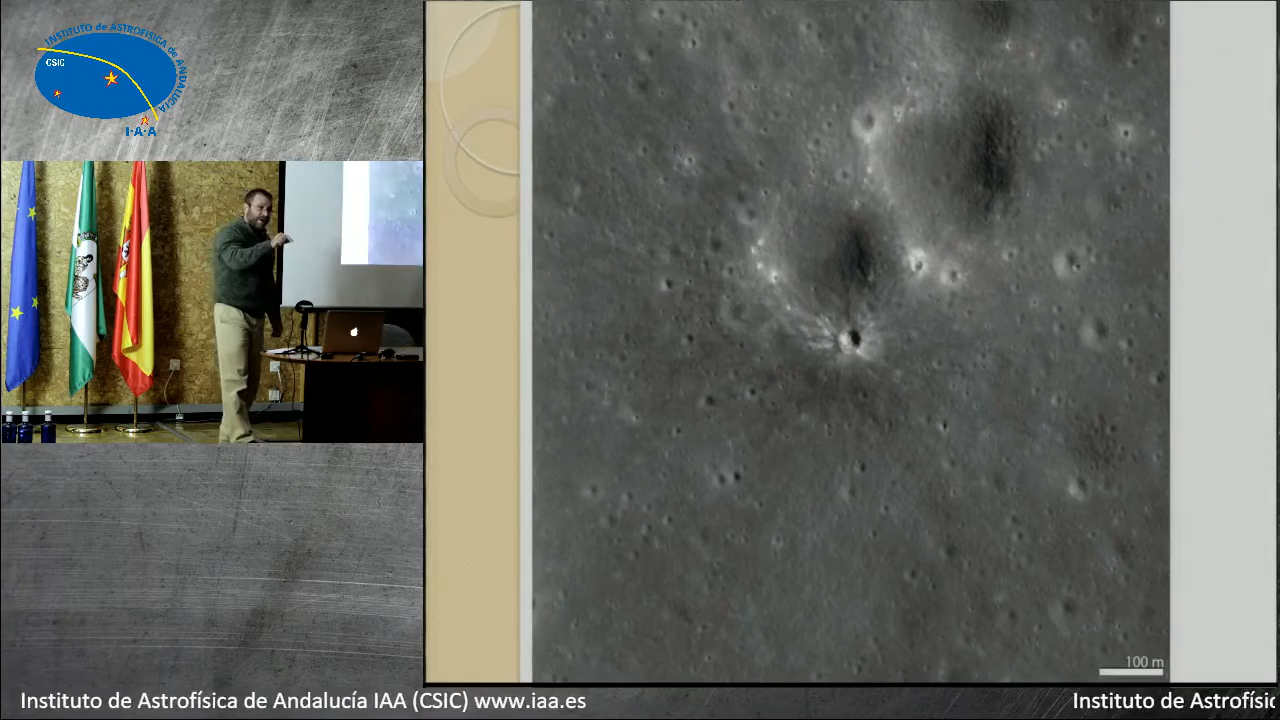 INSTITUTO de ASTROFÍSICA de ANDALUCÍA
CSIC
I·A·A
100 m
Instituto de Astrofísica de Andalucía IAA (CSIC) www.iaa.es
Instituto de Astrofísic